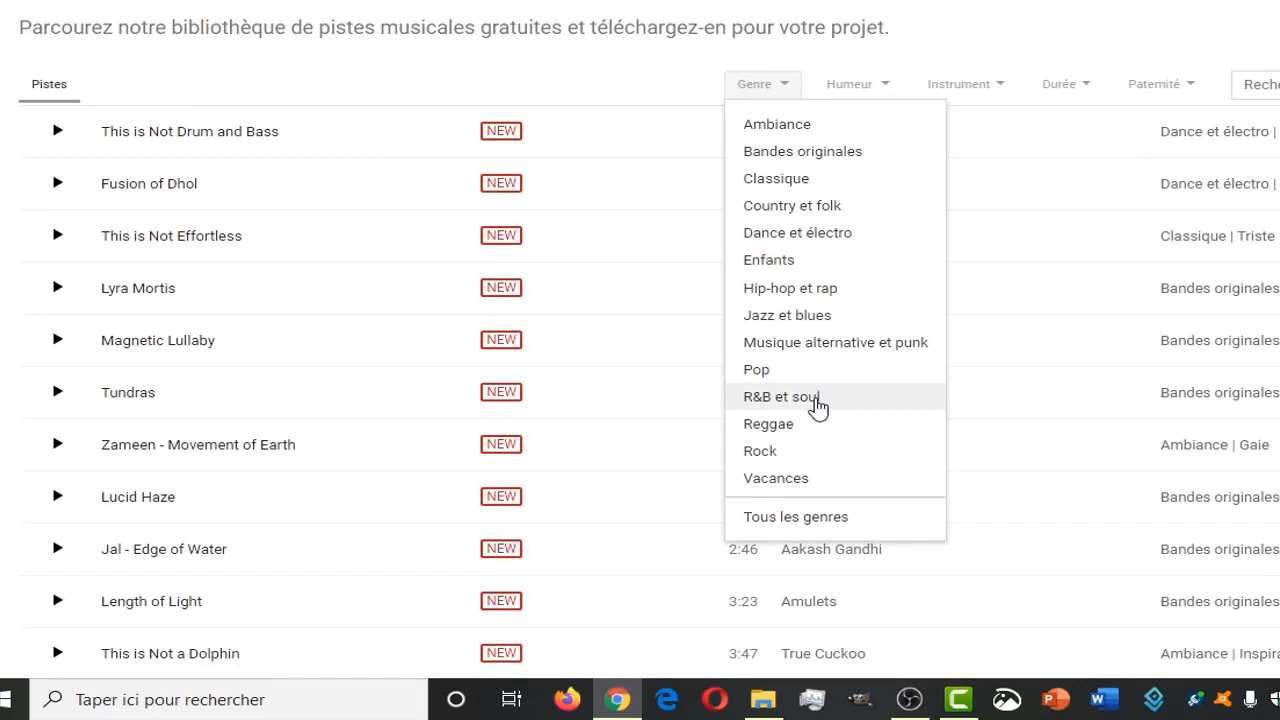 Parcourez notre bibliothèque de pistes musicales gratuites et téléchargez-en pour votre projet.
Pistes Genre Humeur Instrument Durée Paternité Reche
This is Not Drum and Bass NEW Dance et électro |
Fusion of Dhol NEW Dance et électro |
This is Not Effortless NEW Classique | Triste
Lyra Mortis NEW Bandes originales
Magnetic Lullaby NEW Bandes originales
Tundras NEW Bandes originales
Zameen - Movement of Earth NEW Ambiance | Gaie
Lucid Haze NEW Bandes originales
Jal - Edge of Water NEW 2:46 Aakash Gandhi Bandes originales
Length of Light NEW 3:23 Amulets Bandes originales
This is Not a Dolphin NEW 3:47 True Cuckoo Ambiance | Inspira
Ambiance
Bandes originales
Classique
Country et folk
Dance et électro
Enfants
Hip-hop et rap
Jazz et blues
Musique alternative et punk
Pop
R&B et soul
Reggae
Rock
Vacances
Tous les genres
Taper ici pour rechercher